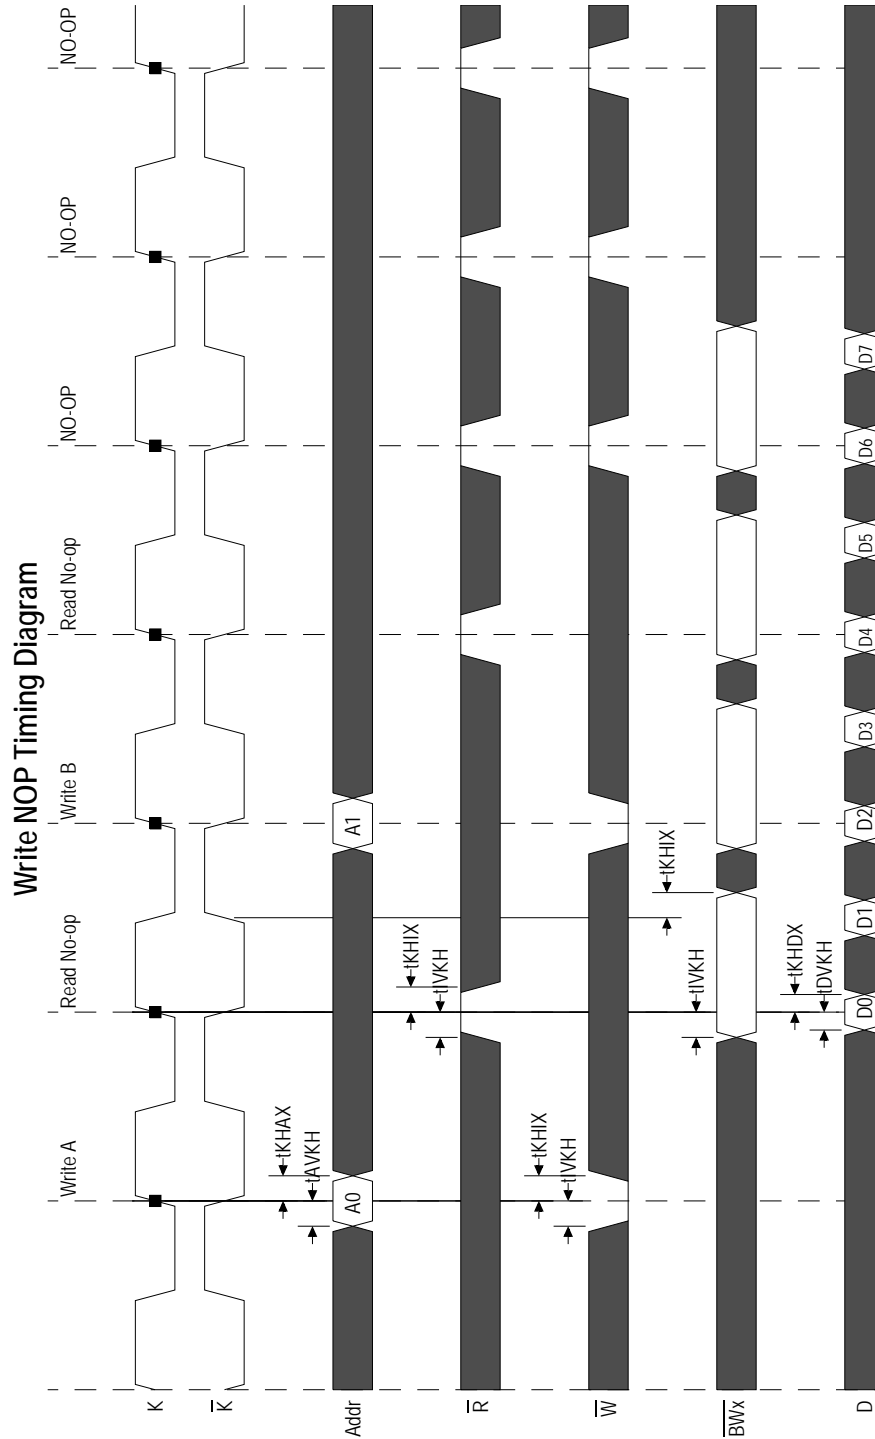 Write NOP Timing Diagram
Write A
Read No-op
Write B
Read No-op
NO-OP
NO-OP
NO-OP
K
K̅
Addr
A0
A1
tKHAX
tAVKH
R̅
tKHIX
tIVKH
W̅
tKHIX
tIVKH
B̅W̅x̅
tKHIX
tIVKH
D
tKHDX
tDVKH
D0
D1
D2
D3
D4
D5
D6
D7